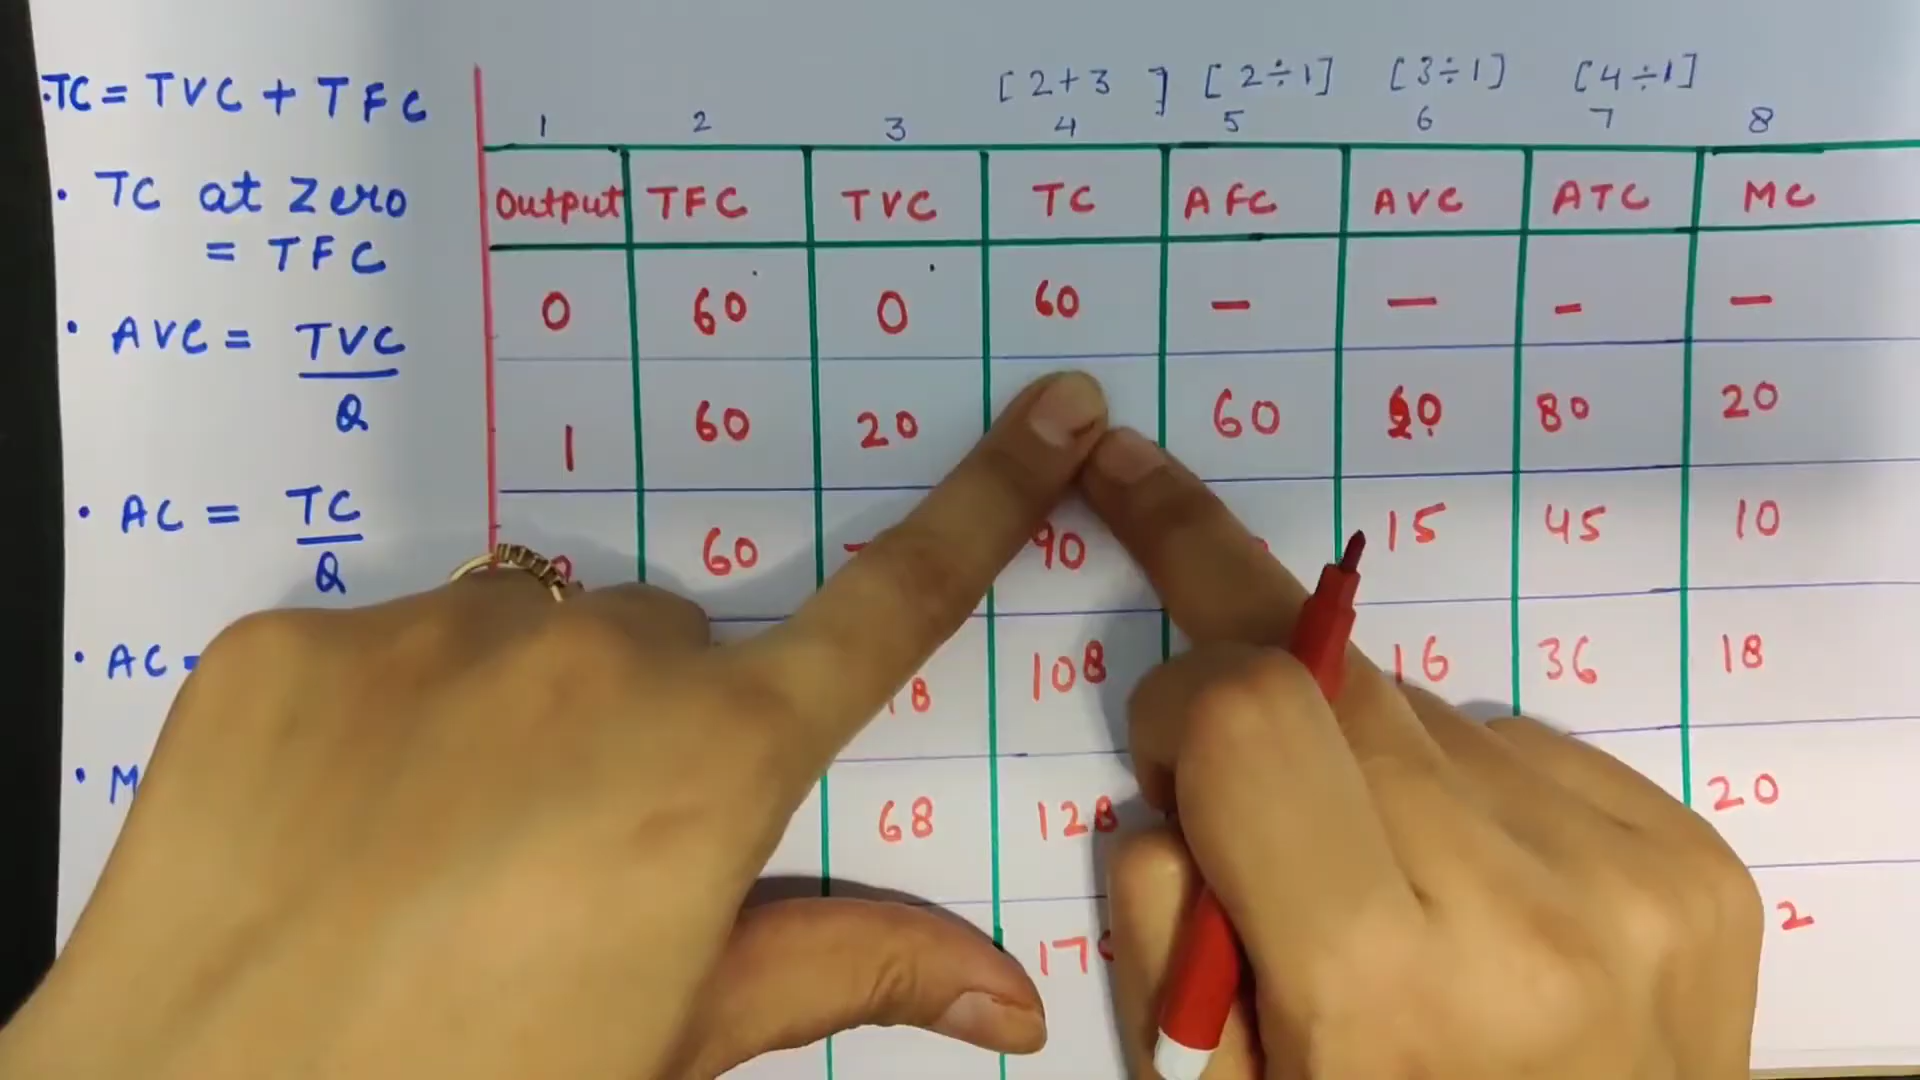 TC = TVC + TFC
• TC at Zero
= TFC
• AVC = TVC
Q
• AC = TC
Q
• AC =
• M
[2+3] [2÷1] [3÷1] [4÷1]
1 2 3 4 5 6 7 8
Output TFC TVC TC AFC AVC ATC MC
0 60 0 60 — — — —
1 60 20 60 20 80 20
60 90 15 45 10
108 16 36 18
68 128 20
17
2